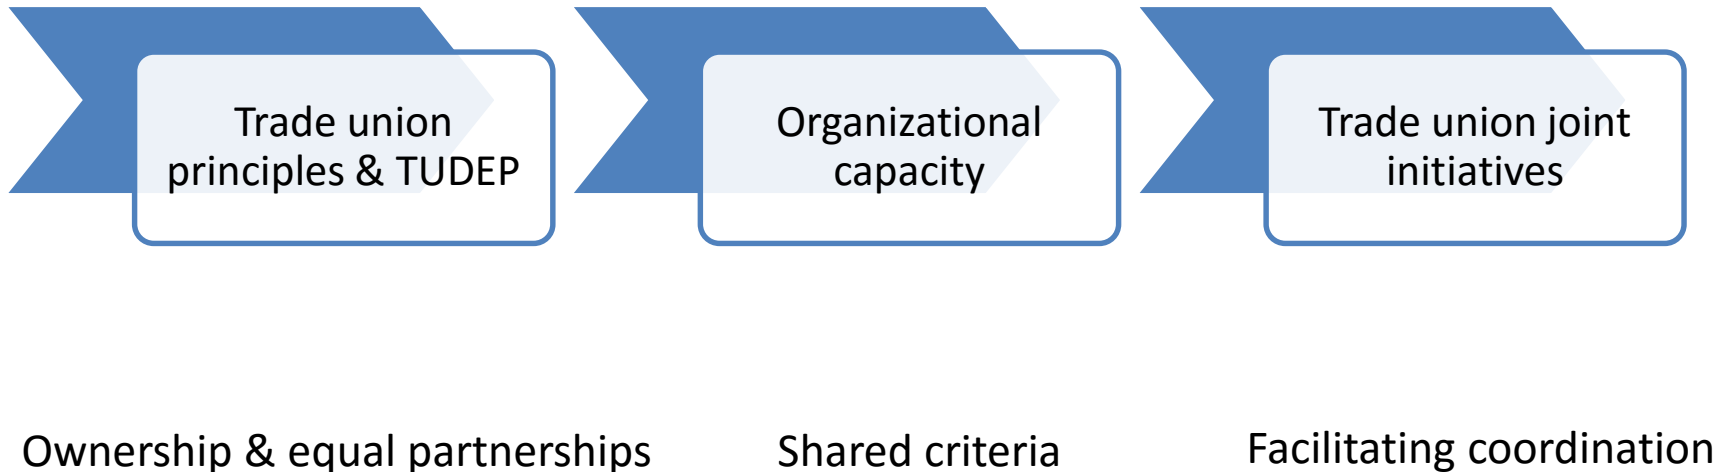 Trade union
principles & TUDEP
Organizational
capacity
Trade union joint
initiatives
Ownership & equal partnerships
Shared criteria
Facilitating coordination